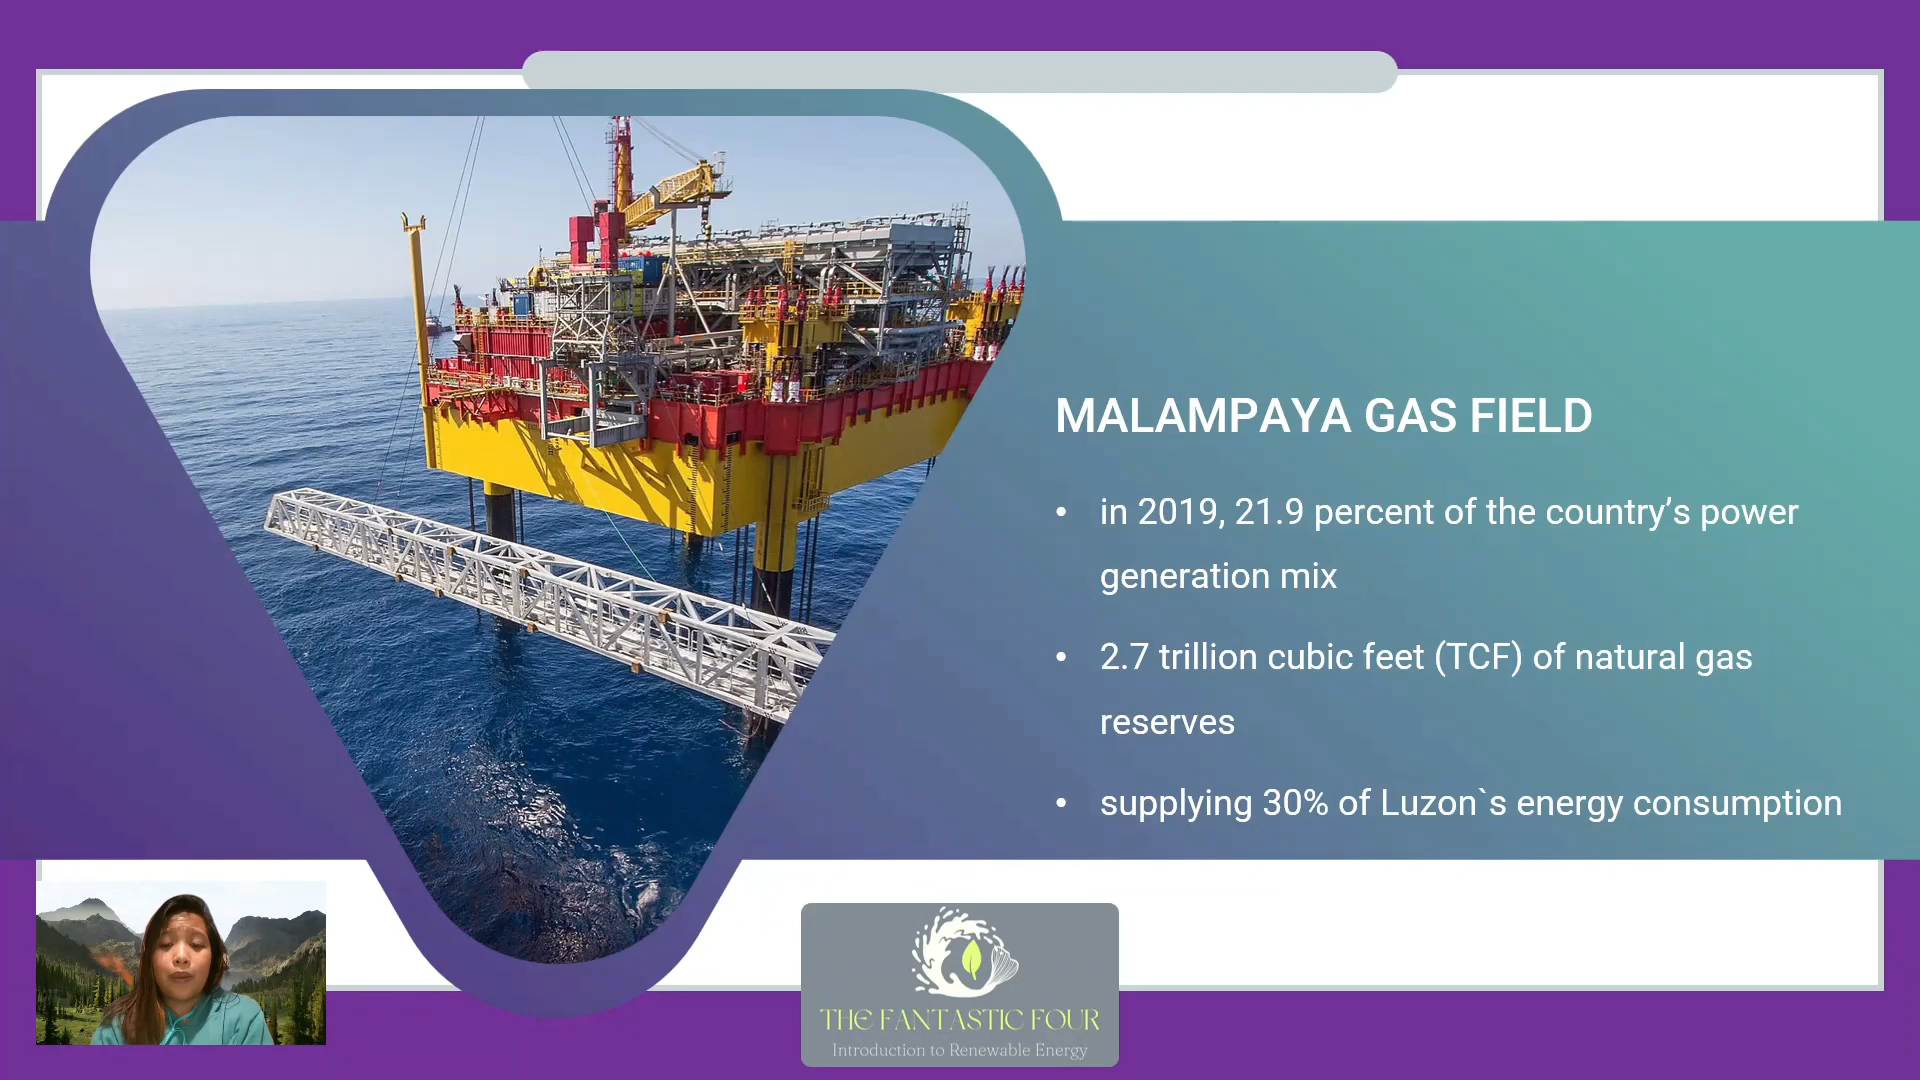 MALAMPAYA GAS FIELD
• in 2019, 21.9 percent of the country’s power
generation mix
• 2.7 trillion cubic feet (TCF) of natural gas
reserves
• supplying 30% of Luzon`s energy consumption
THE FANTASTIC FOUR
Introduction to Renewable Energy